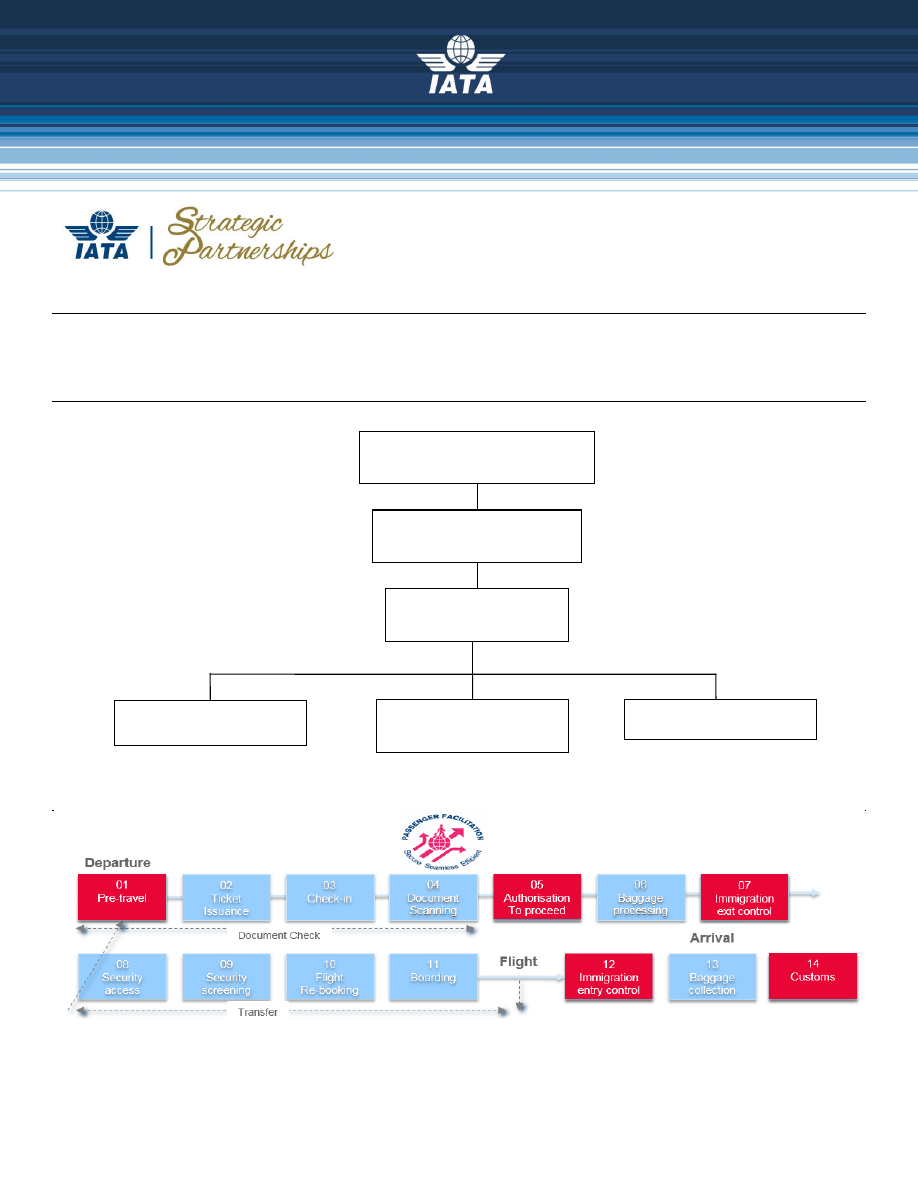 IATA
IATA
Strategic
Partnerships
PASSENGER FACILITATION
Secure Seamless Efficient
Departure
01
Pre-travel
02
Ticket
Issuance
03
Check-in
04
Document
Scanning
05
Authorisation
To proceed
06
Baggage
processing
07
Immigration
exit control
Document Check
Arrival
08
Security
access
09
Security
screening
10
Flight
Re-booking
11
Boarding
Flight
12
Immigration
entry control
13
Baggage
collection
14
Customs
Transfer